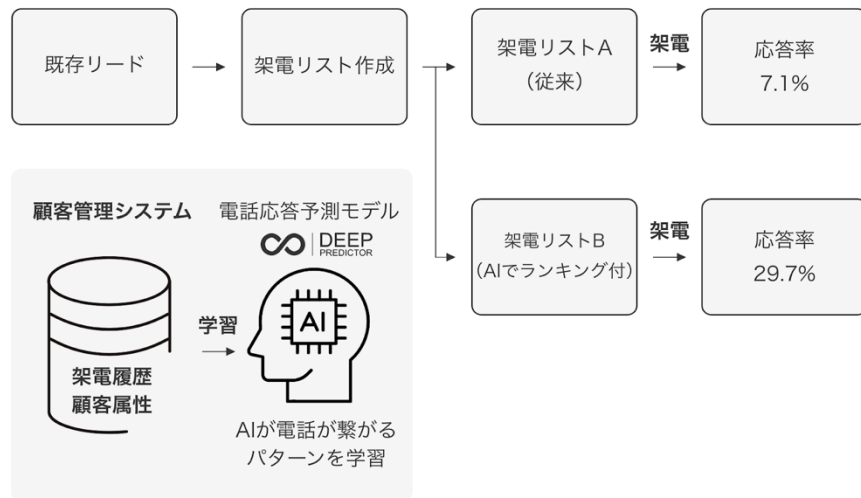 既存リード
架電リスト作成
架電リストA
（従来）
架電
応答率
7.1%
顧客管理システム
電話応答予測モデル
DEEP
PREDICTOR
学習
AI
架電履歴
顧客属性
AIが電話が繋がる
パターンを学習
架電リストB
（AIでランキング付）
架電
応答率
29.7%